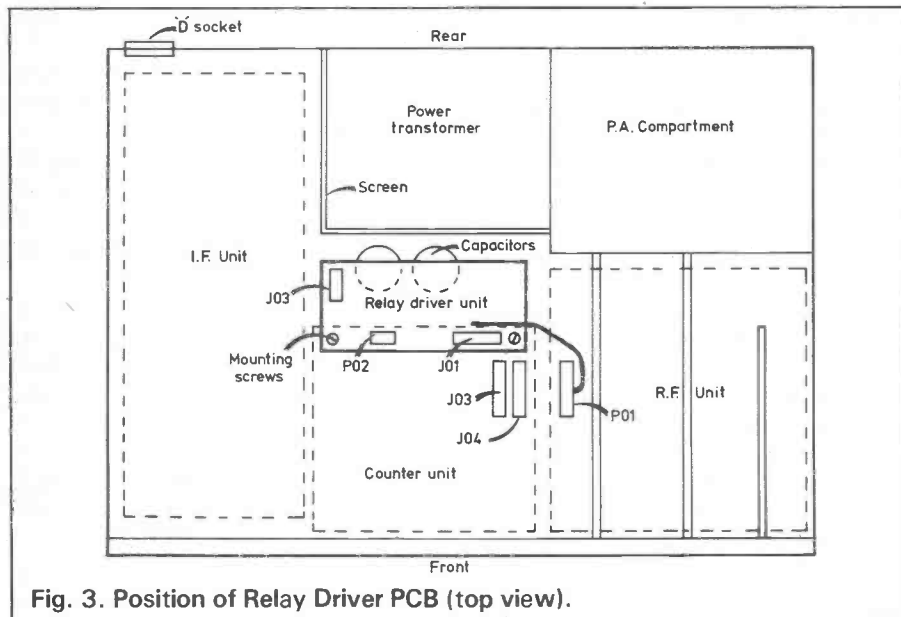 'D' socket
Rear
Power
transformer
P.A. Compartment
Screen
I.F. Unit
Capacitors
J03
Relay driver unit
Mounting
screws
P02
J01
J03
J04
P01
R.F. Unit
Counter unit
Front
Fig. 3. Position of Relay Driver PCB (top view).